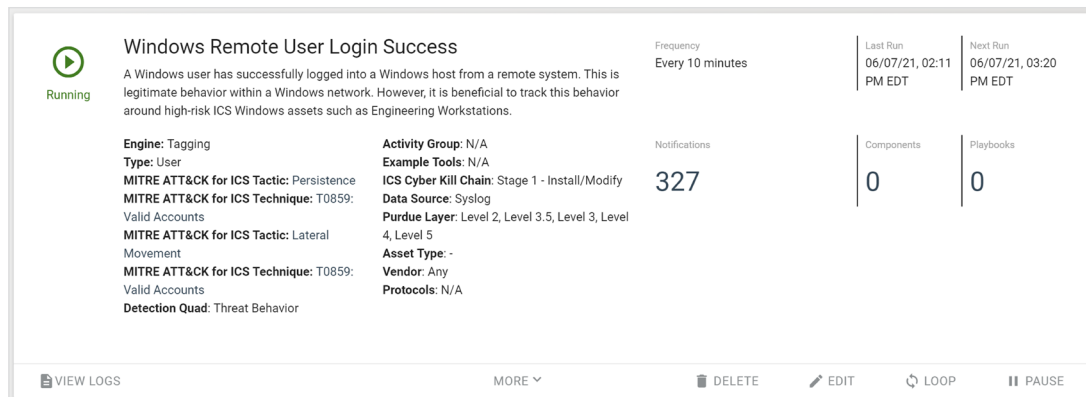 Running
Windows Remote User Login Success
A Windows user has successfully logged into a Windows host from a remote system. This is
legitimate behavior within a Windows network. However, it is beneficial to track this behavior
around high-risk ICS Windows assets such as Engineering Workstations.
Engine: Tagging
Type: User
MITRE ATT&CK for ICS Tactic: Persistence
MITRE ATT&CK for ICS Technique: T0859:
Valid Accounts
MITRE ATT&CK for ICS Tactic: Lateral
Movement
MITRE ATT&CK for ICS Technique: T0859:
Valid Accounts
Detection Quad: Threat Behavior
Activity Group: N/A
Example Tools: N/A
ICS Cyber Kill Chain: Stage 1 - Install/Modify
Data Source: Syslog
Purdue Layer: Level 2, Level 3.5, Level 3, Level
4, Level 5
Asset Type: -
Vendor: Any
Protocols: N/A
Frequency
Every 10 minutes
Last Run
06/07/21, 02:11
PM EDT
Next Run
06/07/21, 03:20
PM EDT
Notifications
327
Components
0
Playbooks
0
VIEW LOGS
MORE
DELETE
EDIT
LOOP
PAUSE